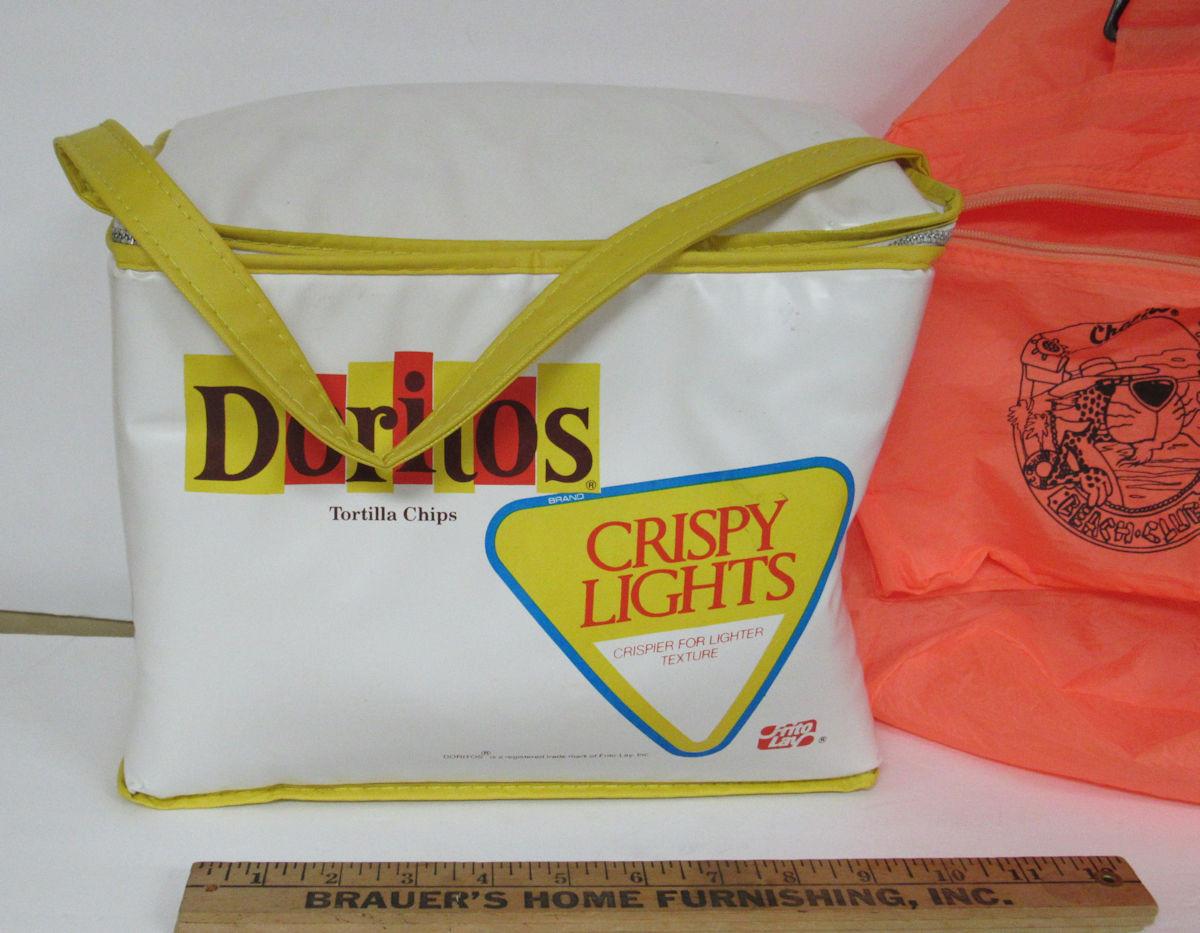 Doritos®
Tortilla Chips
BRAND
CRISPY
LIGHTS
CRISPIER FOR LIGHTER
TEXTURE
Frito
Lay ®
DORITOS® is a registered trade mark of Frito-Lay, Inc.
BEACH·CLUB
1 2 3 4 5 6 7 8 9 10 11
BRAUER'S HOME FURNISHING, INC.